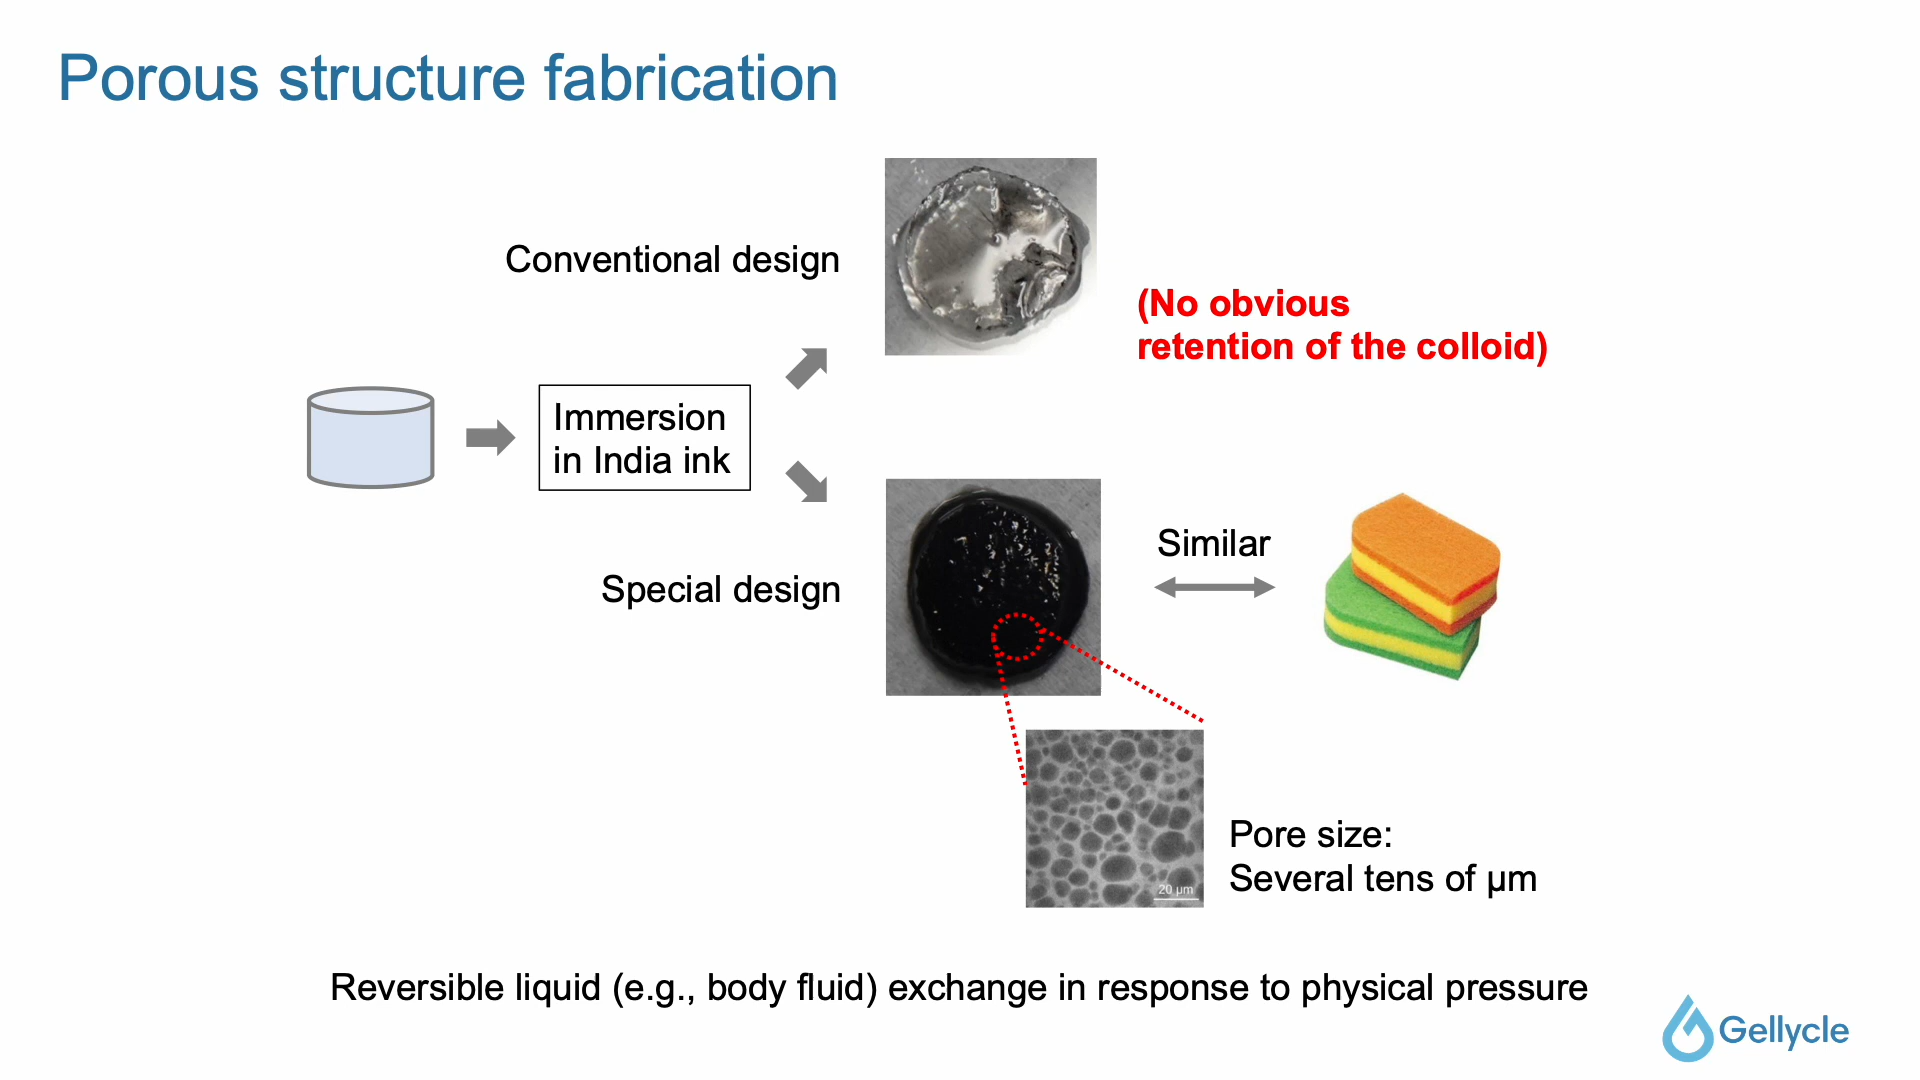 Porous structure fabrication
Conventional design
(No obvious
retention of the colloid)
Immersion
in India ink
Similar
Special design
20 µm
Pore size:
Several tens of µm
Reversible liquid (e.g., body fluid) exchange in response to physical pressure
Gellycle